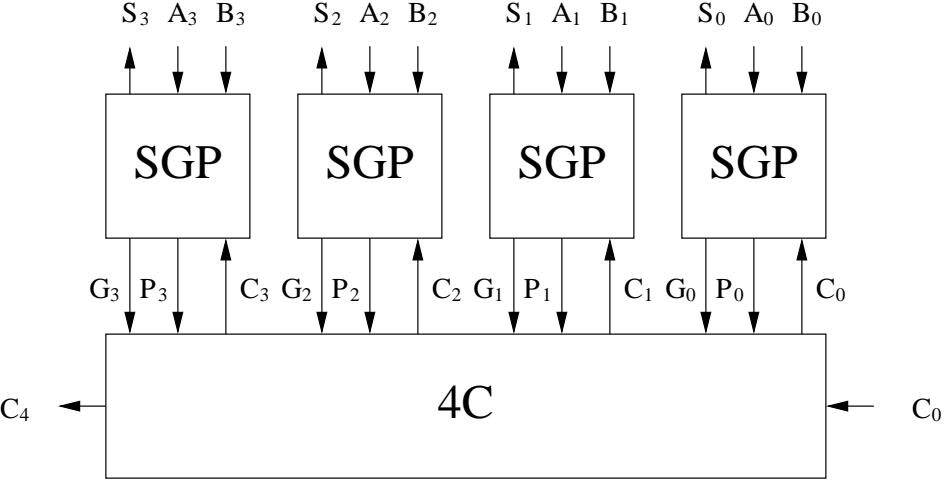 S3 A3 B3 S2 A2 B2 S1 A1 B1 S0 A0 B0
SGP SGP SGP SGP
G3 P3 C3 G2 P2 C2 G1 P1 C1 G0 P0 C0
4C
C4 C0